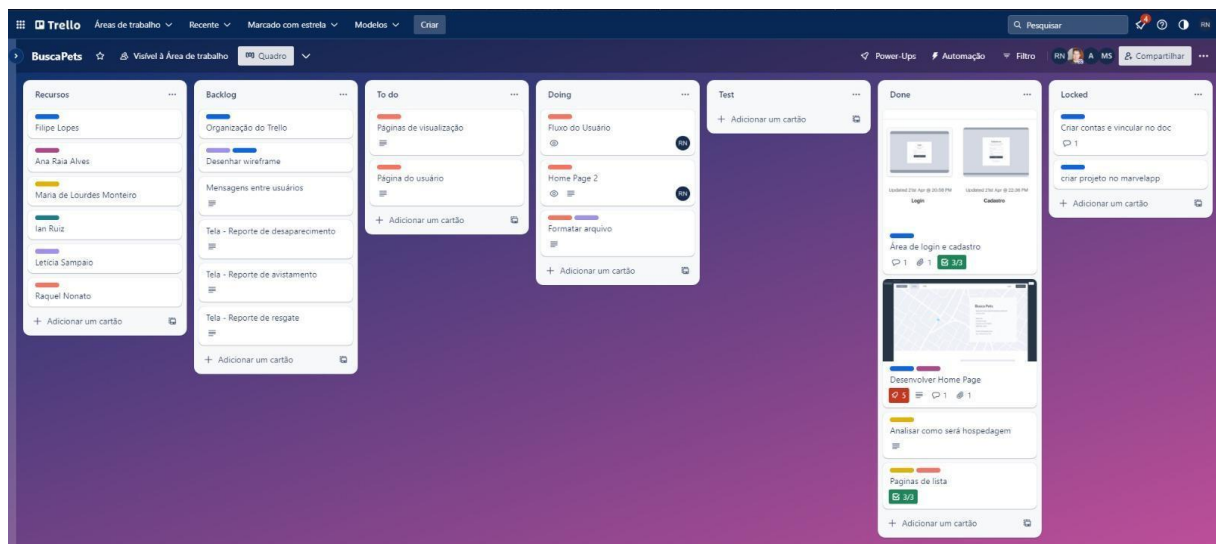 Trello Áreas de trabalho Recente Marcado com estrela Modelos Criar Pesquisar RN
BuscaPets Visível à Área de trabalho Quadro Power-Ups Automação Filtro RN A MS Compartilhar
Recursos
Filipe Lopes
Ana Raia Alves
Maria de Lourdes Monteiro
Ian Ruiz
Leticia Sampaio
Raquel Nonato
+ Adicionar um cartão
Backlog
Organização do Trello
Desenhar wireframe
Mensagens entre usuários
Tela - Reporte de desaparecimento
Tela - Reporte de avistamento
Tela - Reporte de resgate
+ Adicionar um cartão
To do
Páginas de visualização
Página do usuário
+ Adicionar um cartão
Doing
Fluxo do Usuário
RN
Home Page 2
RN
Formatar arquivo
+ Adicionar um cartão
Test
+ Adicionar um cartão
Done
Login Cadastro
Área de login e cadastro
1 1 3/3
Busca Pets
Desenvolver Home Page
5 1 1
Analisar como será hospedagem
Paginas de lista
3/3
+ Adicionar um cartão
Locked
Criar contas e vincular no doc
1
criar projeto no marvelapp
+ Adicionar um cartão